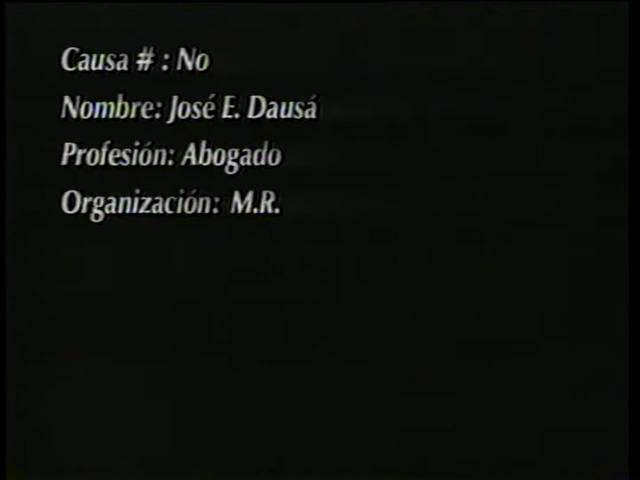 Causa # : No
Nombre: José E. Dausá
Profesión: Abogado
Organización: M.R.